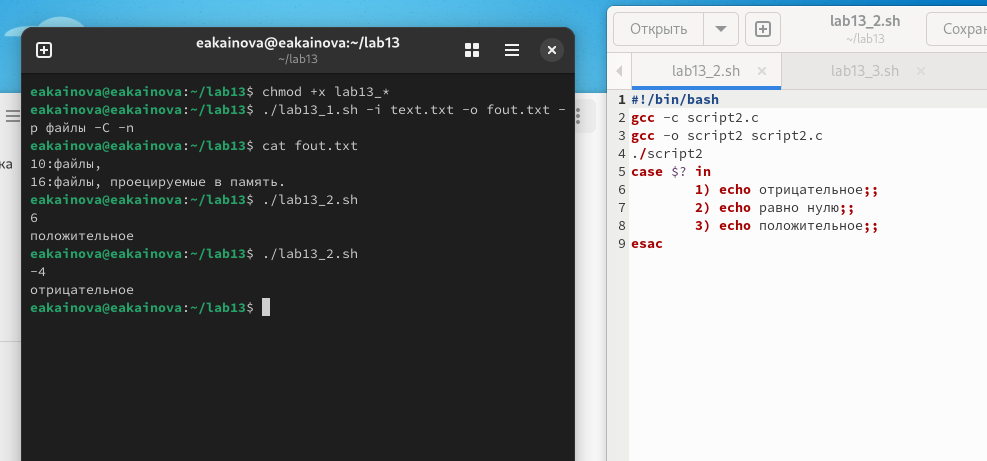 eakainova@eakainova:~/lab13
~/lab13
eakainova@eakainova:~/lab13$ chmod +x lab13_*
eakainova@eakainova:~/lab13$ ./lab13_1.sh -i text.txt -o fout.txt -
p файлы -C -n
eakainova@eakainova:~/lab13$ cat fout.txt
10:файлы,
16:файлы, проецируемые в память.
eakainova@eakainova:~/lab13$ ./lab13_2.sh
6
положительное
eakainova@eakainova:~/lab13$ ./lab13_2.sh
-4
отрицательное
eakainova@eakainova:~/lab13$
Открыть
lab13_2.sh
~/lab13
lab13_2.sh
lab13_3.sh
1 #!/bin/bash
2 gcc -c script2.c
3 gcc -o script2 script2.c
4 ./script2
5 case $? in
6 1) echo отрицательное;;
7 2) echo равно нулю;;
8 3) echo положительное;;
9 esac